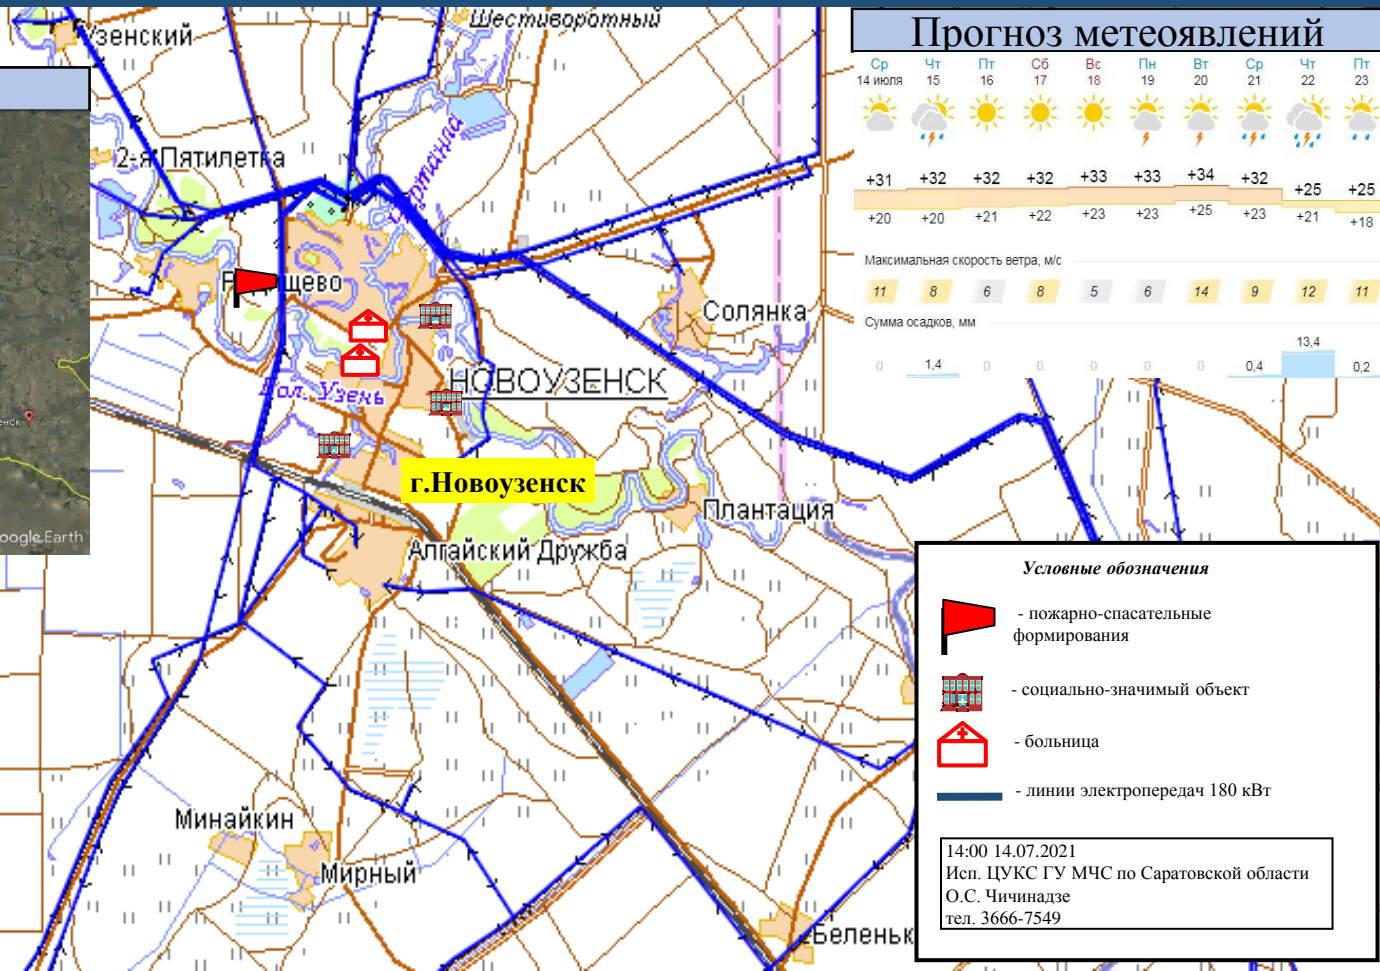 Прогноз метеоявлений
Ср Чт Пт Сб Вс Пн Вт Ср Чт Пт
14 июля 15 16 17 18 19 20 21 22 23
+31 +32 +32 +32 +33 +33 +34 +32 +25 +25
+20 +20 +21 +22 +23 +23 +25 +23 +21 +18
Максимальная скорость ветра, м/с
11 8 6 8 5 6 14 9 12 11
Сумма осадков, мм
0 1,4 0 0 0 0 0 0,4 13,4 0,2
Узенский
Шестиворотный
2-я Пятилетка
щево
Солянка
НОВОУЗЕНСК
Бол. Узень
г.Новоузенск
Плантация
Алгайский Дружба
Минайкин
Мирный
Беленьк
енск
oogle Earth
Условные обозначения
- пожарно-спасательные
формирования
- социально-значимый объект
- больница
- линии электропередач 180 кВт
14:00 14.07.2021
Исп. ЦУКС ГУ МЧС по Саратовской области
О.С. Чичинадзе
тел. 3666-7549